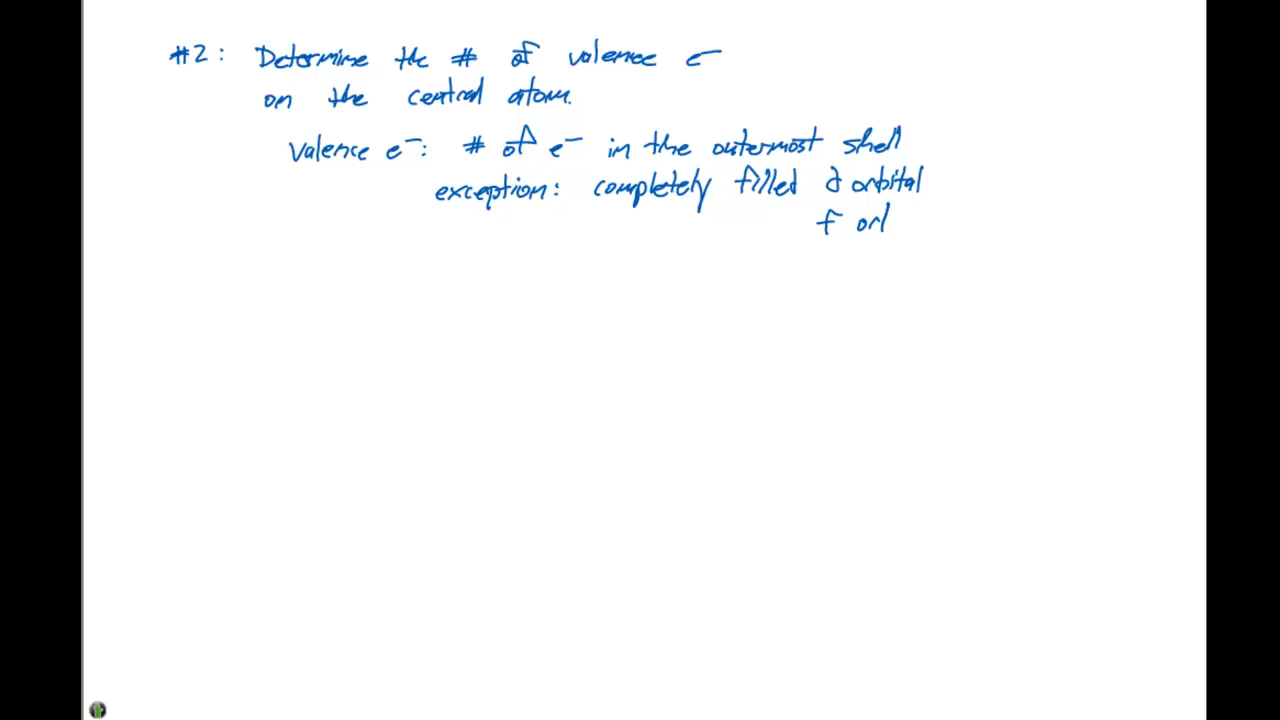 #2: Determine the # of valence e⁻
on the central atom.
Valence e⁻: # of e⁻ in the outermost shell
exception: completely filled d orbital
f orl